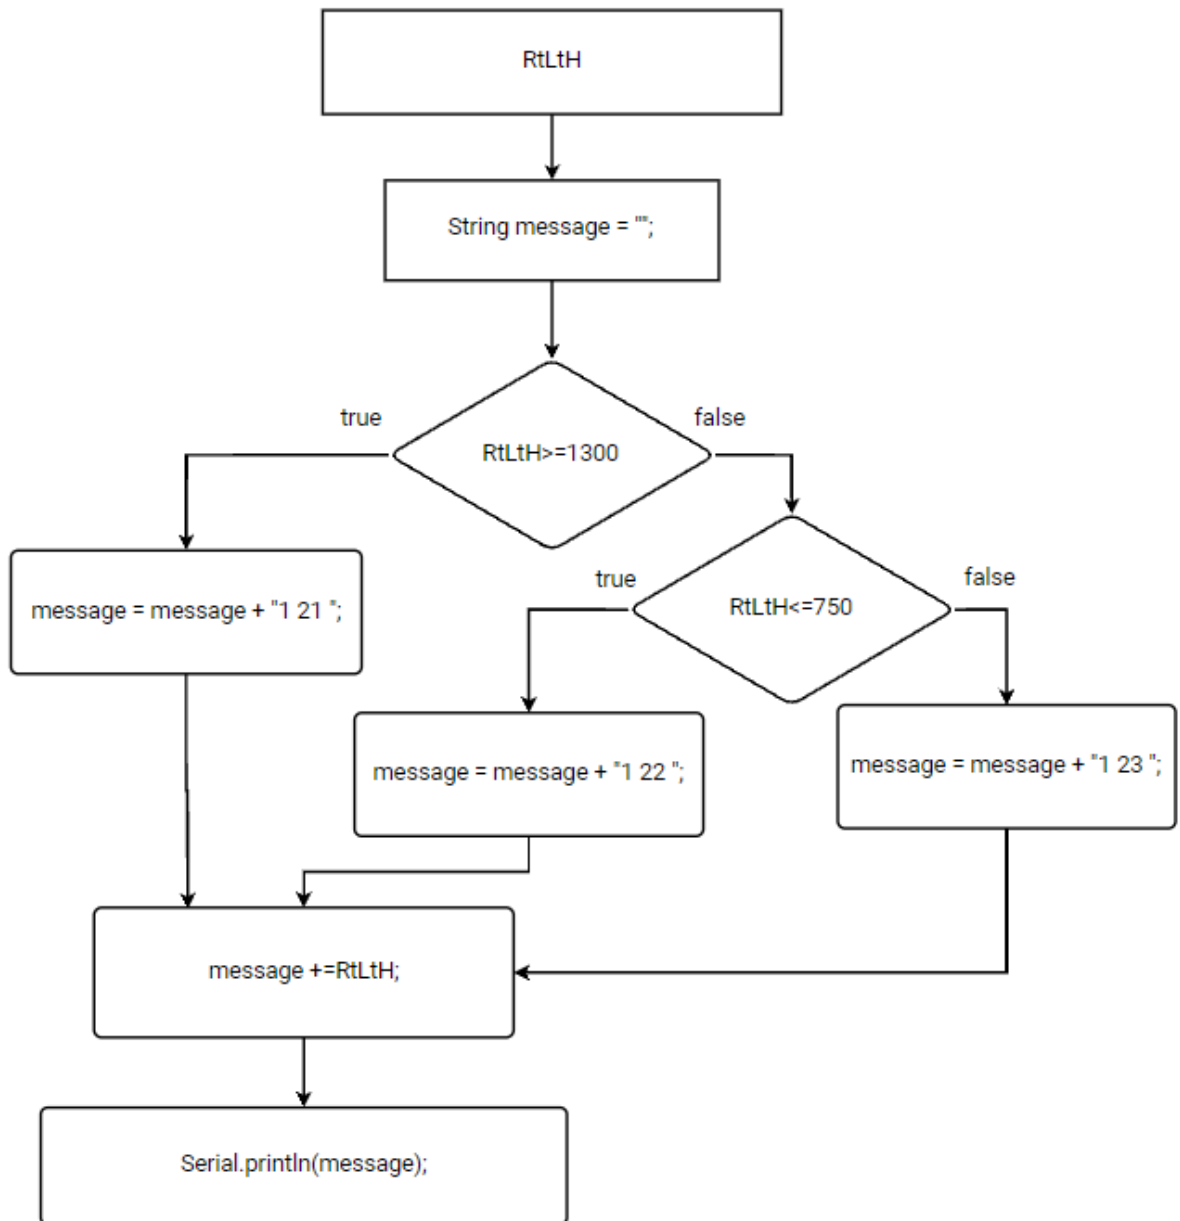 RtLtH
String message = "";
true
false
RtLtH>=1300
true
false
RtLtH<=750
message = message + "1 21 ";
message = message + "1 22 ";
message = message + "1 23 ";
message +=RtLtH;
Serial.println(message);